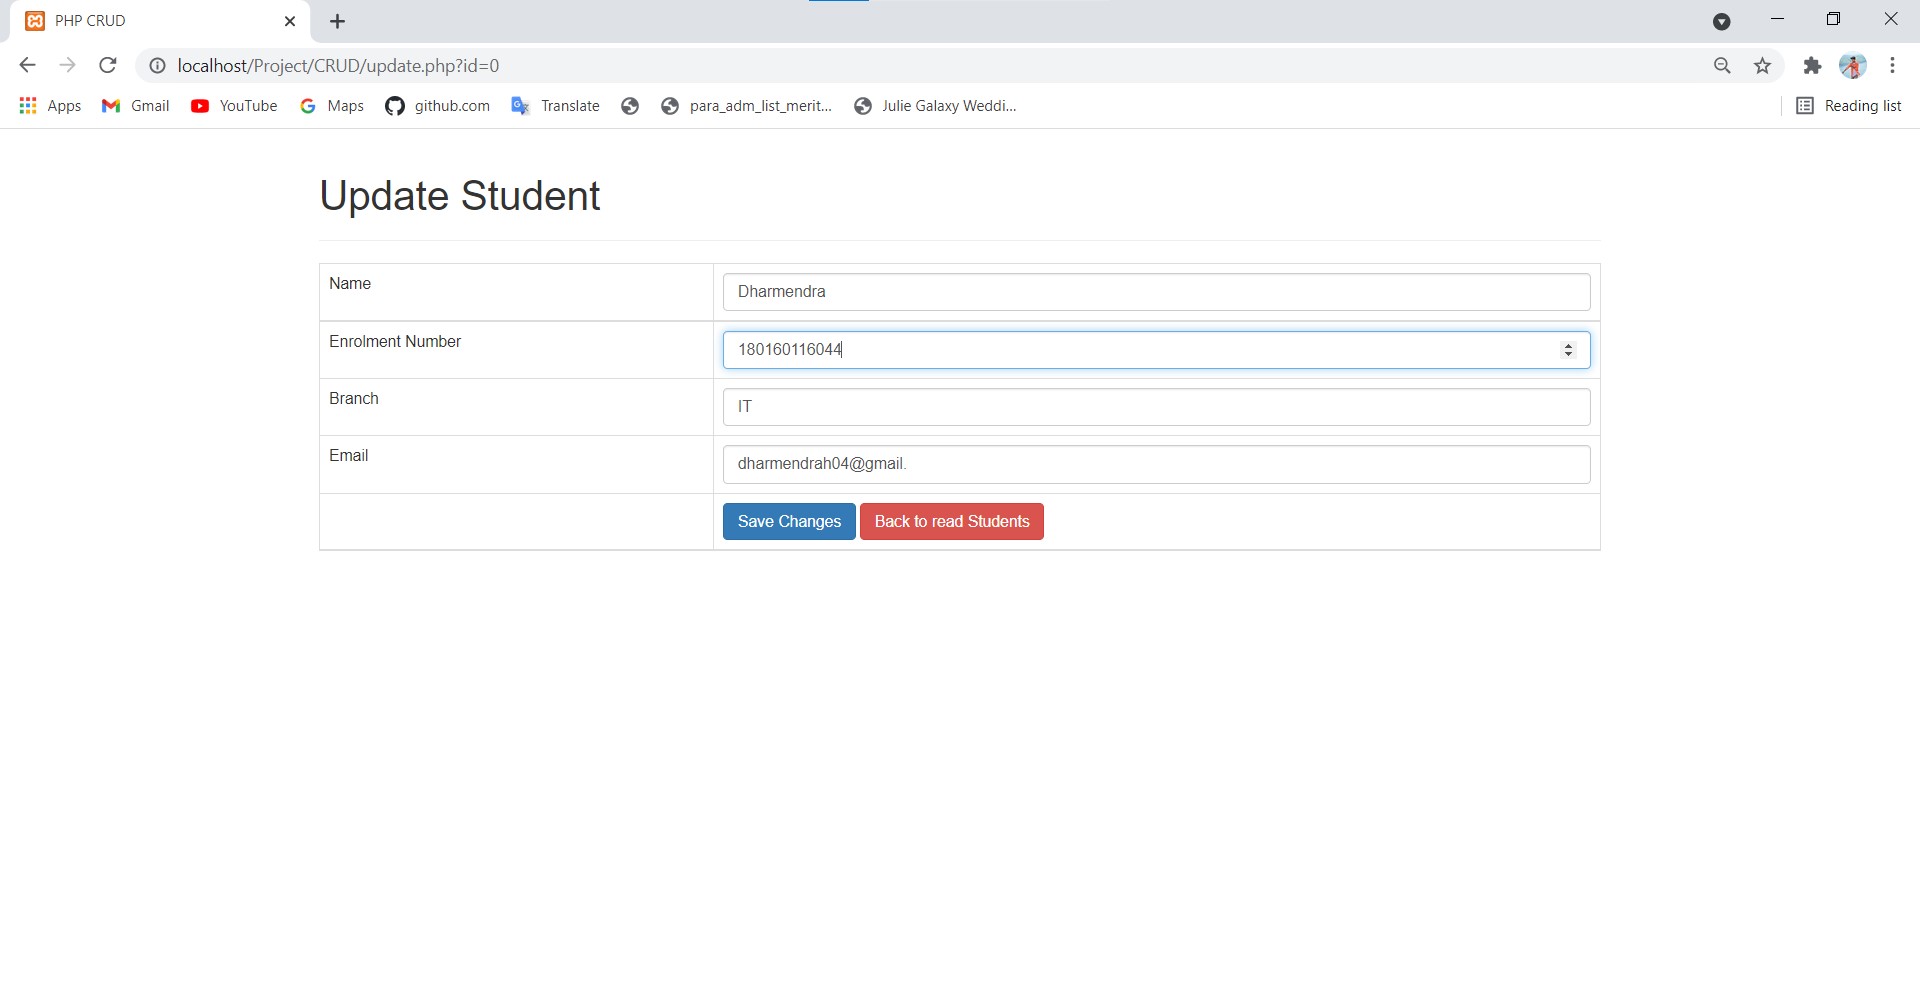 PHP CRUD
localhost/Project/CRUD/update.php?id=0
Apps Gmail YouTube Maps github.com Translate para_adm_list_merit... Julie Galaxy Weddi... Reading list
Update Student
Name Dharmendra
Enrolment Number 180160116044
Branch IT
Email dharmendrah04@gmail.
Save Changes Back to read Students